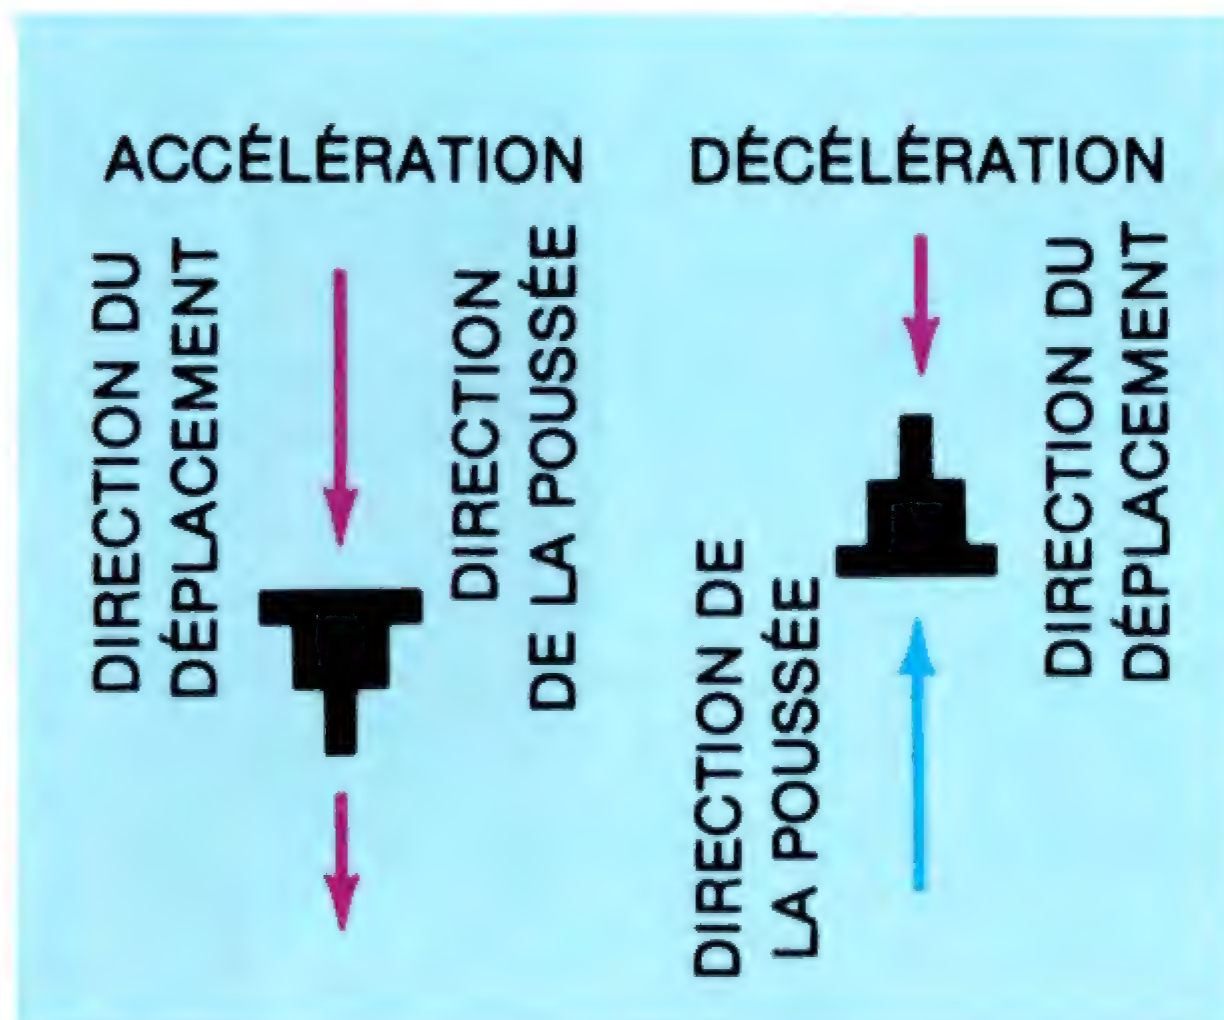 ACCÉLÉRATION
DIRECTION DU
DÉPLACEMENT
DIRECTION
DE LA POUSSÉE
DÉCÉLÉRATION
DIRECTION DE
LA POUSSÉE
DIRECTION DU
DÉPLACEMENT